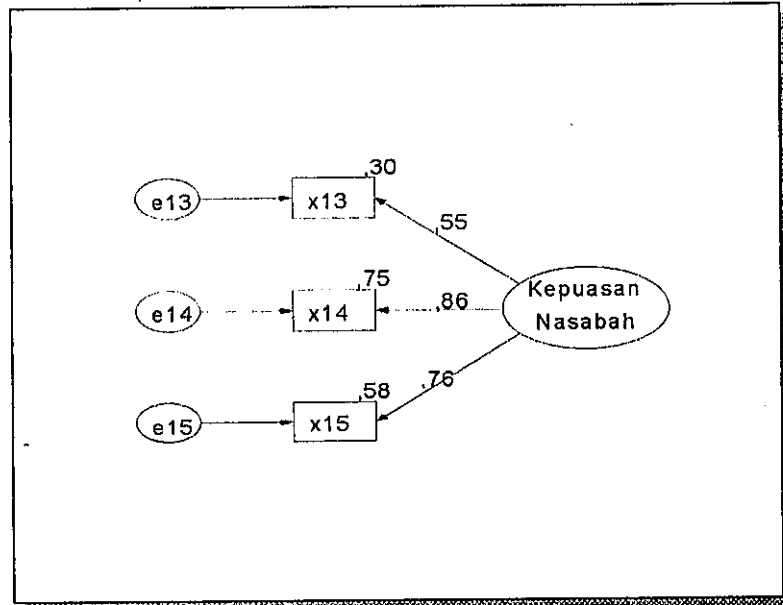 ,30
e13
x13
,55
,75
e14
x14
,86
Kepuasan
Nasabah
,58
,76
e15
x15